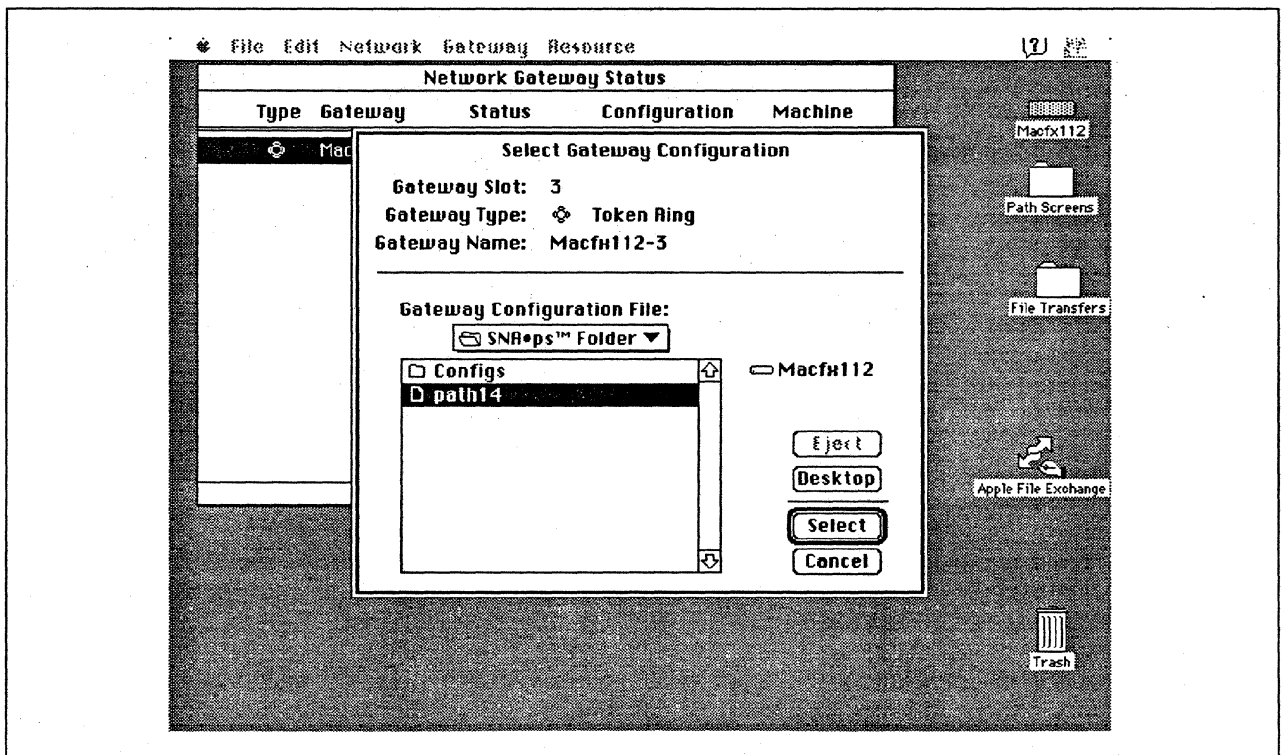 File Edit Network Gateway Resource
Network Gateway Status
Type Gateway Status Configuration Machine
Mac
Select Gateway Configuration
Gateway Slot: 3
Gateway Type: Token Ring
Gateway Name: Macfx112-3
Gateway Configuration File:
SNA•ps™ Folder
Configs
path14
Macfx112
Eject
Desktop
Select
Cancel
Macfx112
Path Screens
File Transfers
Apple File Exchange
Trash